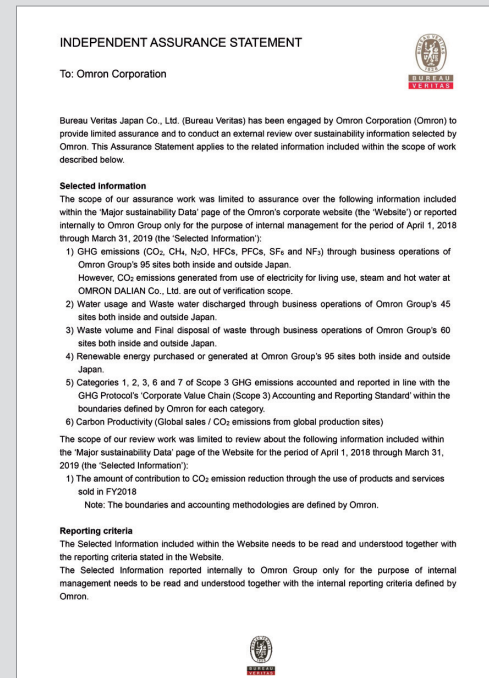 INDEPENDENT ASSURANCE STATEMENT
To: Omron Corporation
BUREAU
VERITAS
Bureau Veritas Japan Co., Ltd. (Bureau Veritas) has been engaged by Omron Corporation (Omron) to
provide limited assurance and to conduct an external review over sustainability information selected by
Omron. This Assurance Statement applies to the related information included within the scope of work
described below.
Selected information
The scope of our assurance work was limited to assurance over the following information included
within the 'Major sustainability Data' page of the Omron's corporate website (the 'Website') or reported
internally to Omron Group only for the purpose of internal management for the period of April 1, 2018
through March 31, 2019 (the 'Selected Information'):
1) GHG emissions (CO₂, CH₄, N₂O, HFCs, PFCs, SF₆ and NF₃) through business operations of
Omron Group's 95 sites both inside and outside Japan.
However, CO₂ emissions generated from use of electricity for living use, steam and hot water at
OMRON DALIAN Co., Ltd. are out of verification scope.
2) Water usage and Waste water discharged through business operations of Omron Group's 45
sites both inside and outside Japan.
3) Waste volume and Final disposal of waste through business operations of Omron Group's 60
sites both inside and outside Japan.
4) Renewable energy purchased or generated at Omron Group's 95 sites both inside and outside
Japan.
5) Categories 1, 2, 3, 6 and 7 of Scope 3 GHG emissions accounted and reported in line with the
GHG Protocol's 'Corporate Value Chain (Scope 3) Accounting and Reporting Standard' within the
boundaries defined by Omron for each category.
6) Carbon Productivity (Global sales / CO₂ emissions from global production sites)
The scope of our review work was limited to review about the following information included within
the 'Major sustainability Data' page of the Website for the period of April 1, 2018 through March 31,
2019 (the 'Selected Information'):
1) The amount of contribution to CO₂ emission reduction through the use of products and services
sold in FY2018
Note: The boundaries and accounting methodologies are defined by Omron.
Reporting criteria
The Selected Information included within the Website needs to be read and understood together with
the reporting criteria stated in the Website.
The Selected Information reported internally to Omron Group only for the purpose of internal
management needs to be read and understood together with the internal reporting criteria defined by
Omron.
BUREAU
VERITAS